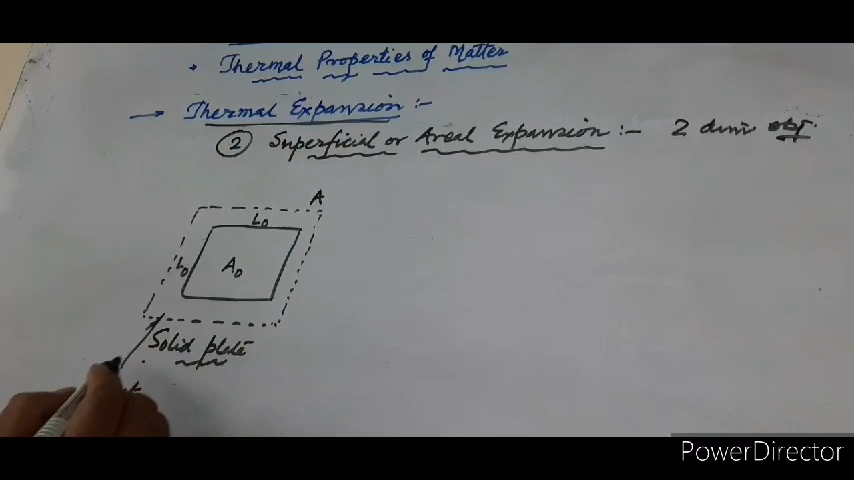 • Thermal Properties of Matter
→ Thermal Expansion :-
② Superficial or Areal Expansion :- 2 dim obj.
A
L₀
L₀
A₀
Solid plate
PowerDirector